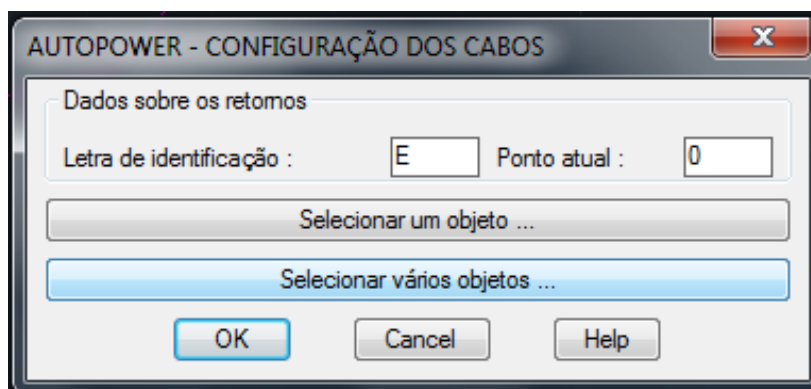 AUTOPOWER - CONFIGURAÇÃO DOS CABOS
Dados sobre os retornos
Letra de identificação : E Ponto atual : 0
Selecionar um objeto ...
Selecionar vários objetos ...
OK Cancel Help